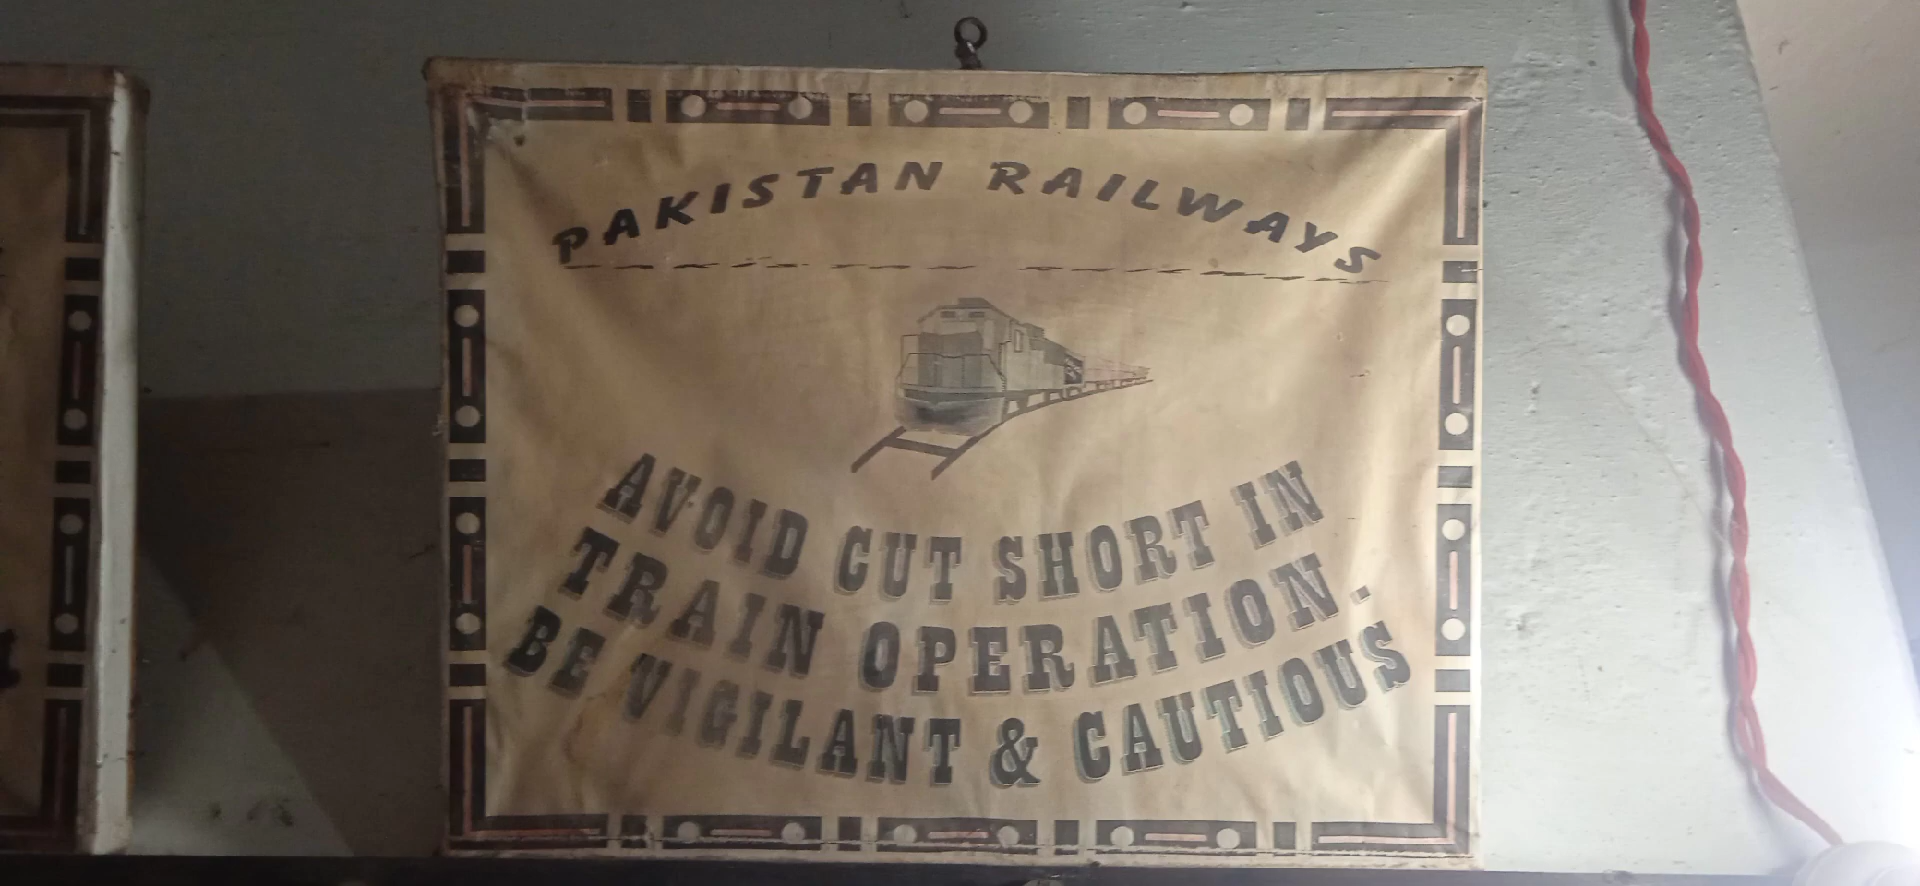 PAKISTAN RAILWAYS
AVOID CUT SHORT IN
TRAIN OPERATION.
BE VIGILANT & CAUTIOUS